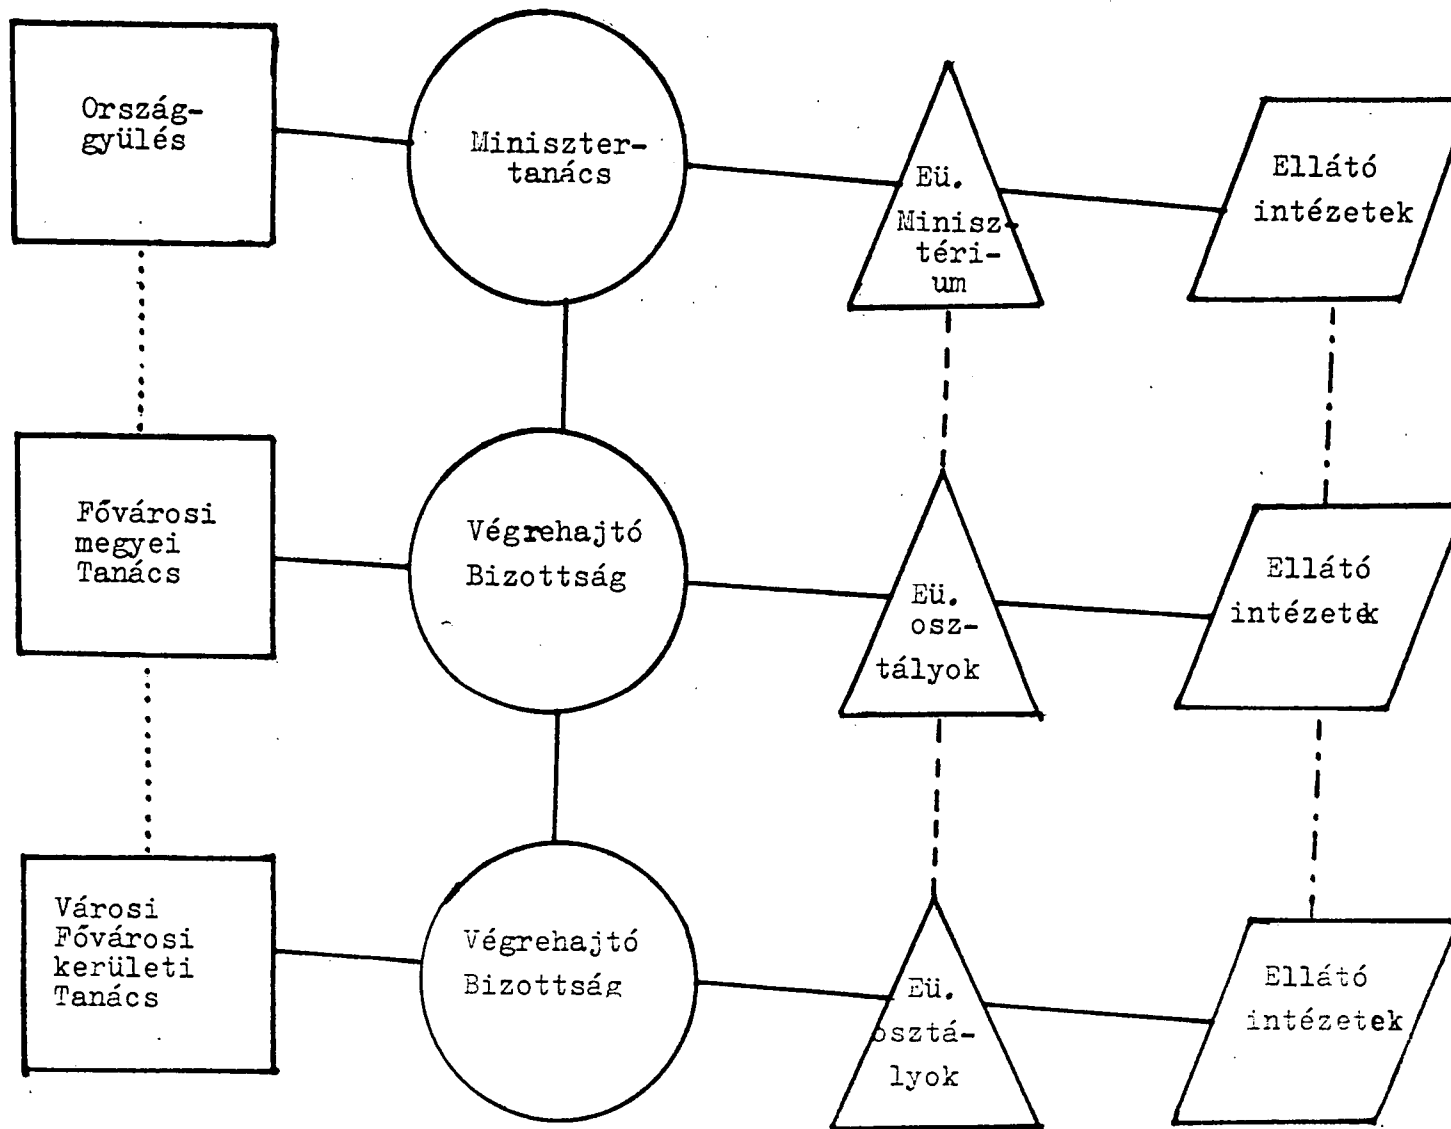 Ország-
gyülés
Miniszter-
tanács
Eü.
Minisz-
téri-
um
Ellátó
intézetek
Fővárosi
megyei
Tanács
Végrehajtó
Bizottság
Eü.
osz-
tályok
Ellátó
intézetek
Városi
Fővárosi
kerületi
Tanács
Végrehajtó
Bizottság
Eü.
osztá-
lyok
Ellátó
intézetek